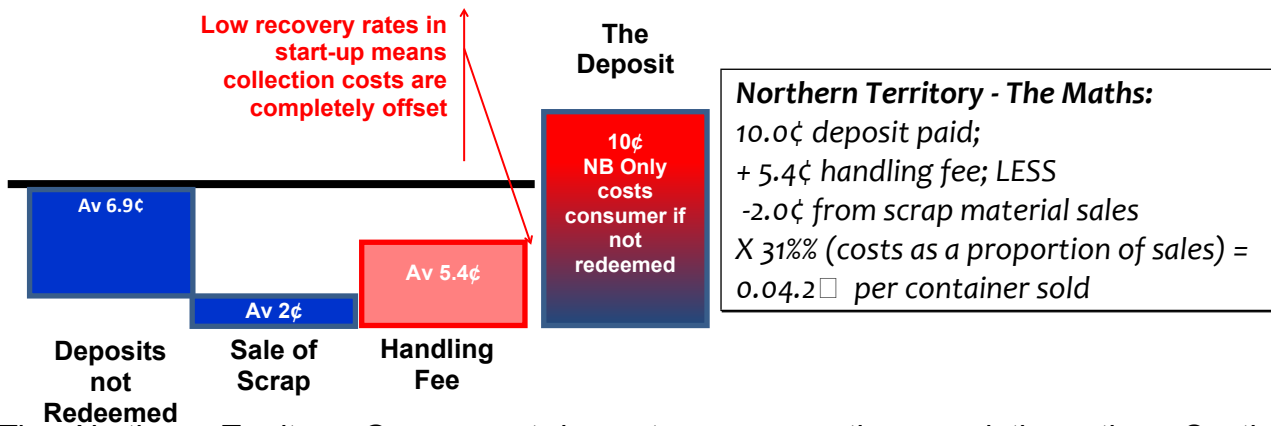 Low recovery rates in
start-up means
collection costs are
completely offset
The
Deposit
Northern Territory - The Maths:
10.0¢ deposit paid;
+ 5.4¢ handling fee; LESS
-2.0¢ from scrap material sales
X 31%% (costs as a proportion of sales) =
0.04.2□ per container sold
10¢
NB Only
costs
consumer if
not
redeemed
Av 6.9¢
Av 5.4¢
Av 2¢
Deposits
not
Redeemed
Sale of
Scrap
Handling
Fee